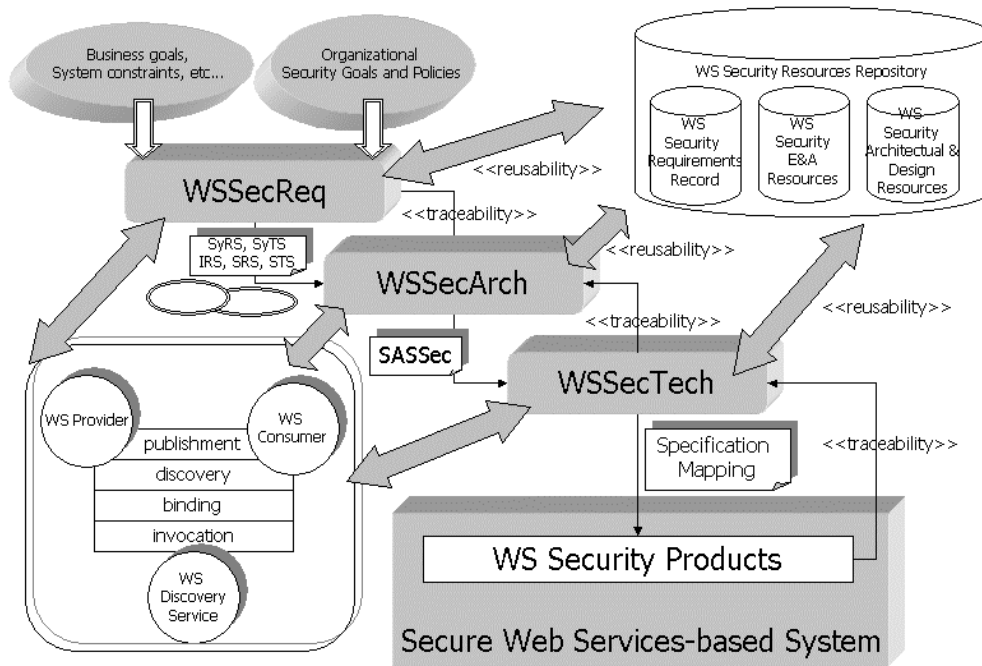 Business goals,
System constraints, etc...
Organizational
Security Goals and Policies
WS Security Resources Repository
WS
Security
Requirements
Record
WS
Security
E&A
Resources
WS
Security
Architectual &
Design
Resources
<<reusability>>
WSSecReq
<<traceability>>
SyRS, SyTS
IRS, SRS, STS
<<reusability>>
WSSecArch
<<reusability>>
<<traceability>>
SASSec
WSSecTech
WS Provider
WS
Consumer
publishment
discovery
binding
invocation
WS
Discovery
Service
Specification
Mapping
<<traceability>>
WS Security Products
Secure Web Services-based System